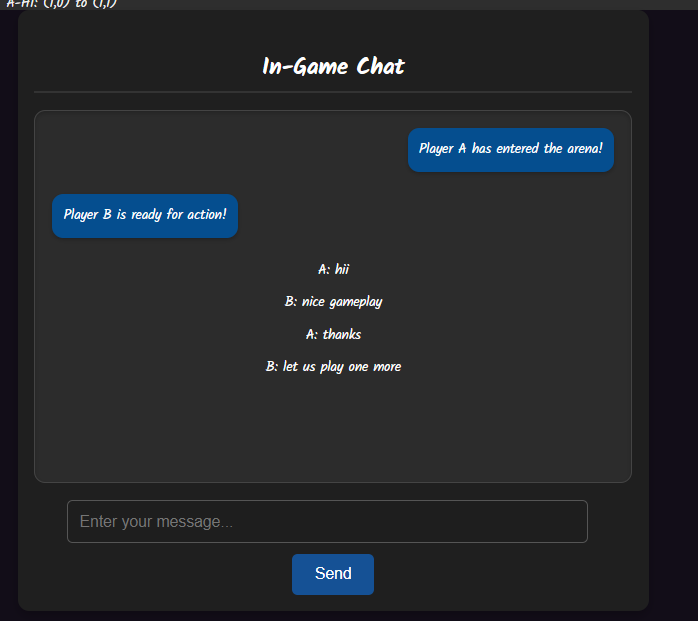 A-H1: (1,0) to (1,1)
In-Game Chat
Player A has entered the arena!
Player B is ready for action!
A: hii
B: nice gameplay
A: thanks
B: let us play one more
Enter your message...
Send